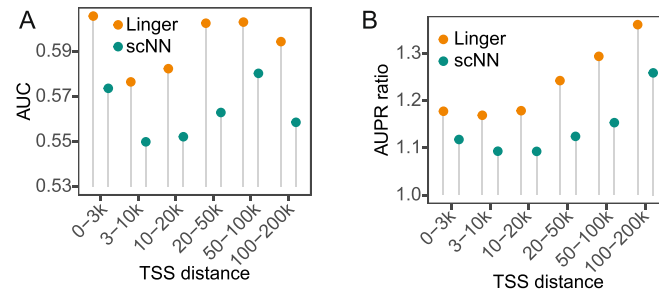 A
Linger
scNN
0.59
0.57
0.55
0.53
AUC
0–3k
3–10k
10–20k
20–50k
50–100k
100–200k
TSS distance
B
Linger
scNN
1.3
1.2
1.1
1.0
AUPR ratio
0–3k
3–10k
10–20k
20–50k
50–100k
100–200k
TSS distance